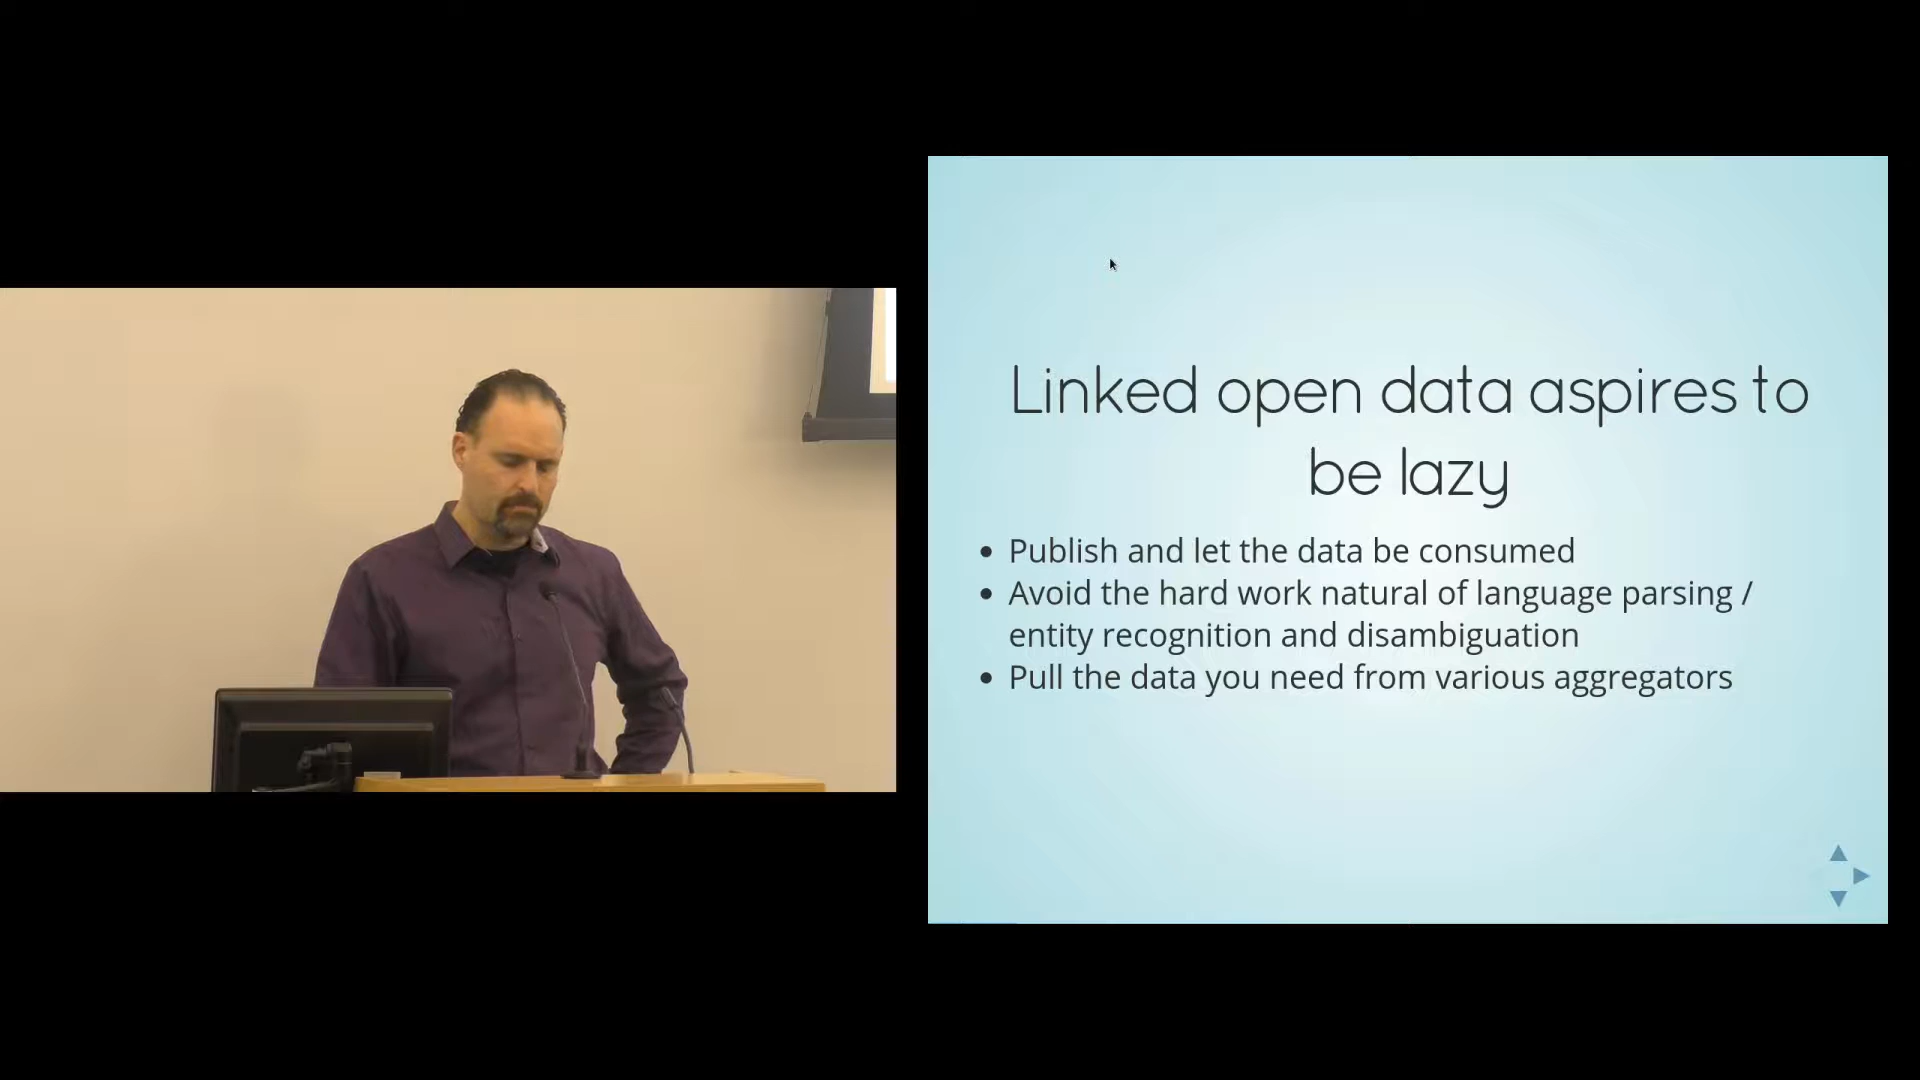 Linked open data aspires to
be lazy
Publish and let the data be consumed
Avoid the hard work natural of language parsing /
entity recognition and disambiguation
Pull the data you need from various aggregators